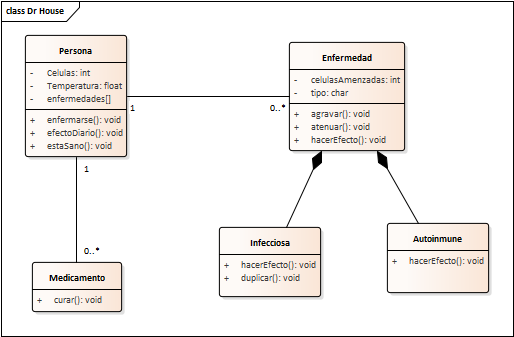 class Dr House
Persona
- Celulas: int
- Temperatura: float
- enfermedades[]
+ enfermarse(): void
+ efectoDiario(): void
+ estaSano(): void
1
0..*
Enfermedad
- celulasAmenzadas: int
- tipo: char
+ agravar(): void
+ atenuar(): void
+ hacerEfecto(): void
1
0..*
Medicamento
+ curar(): void
Infecciosa
+ hacerEfecto(): void
+ duplicar(): void
Autoinmune
+ hacerEfecto(): void